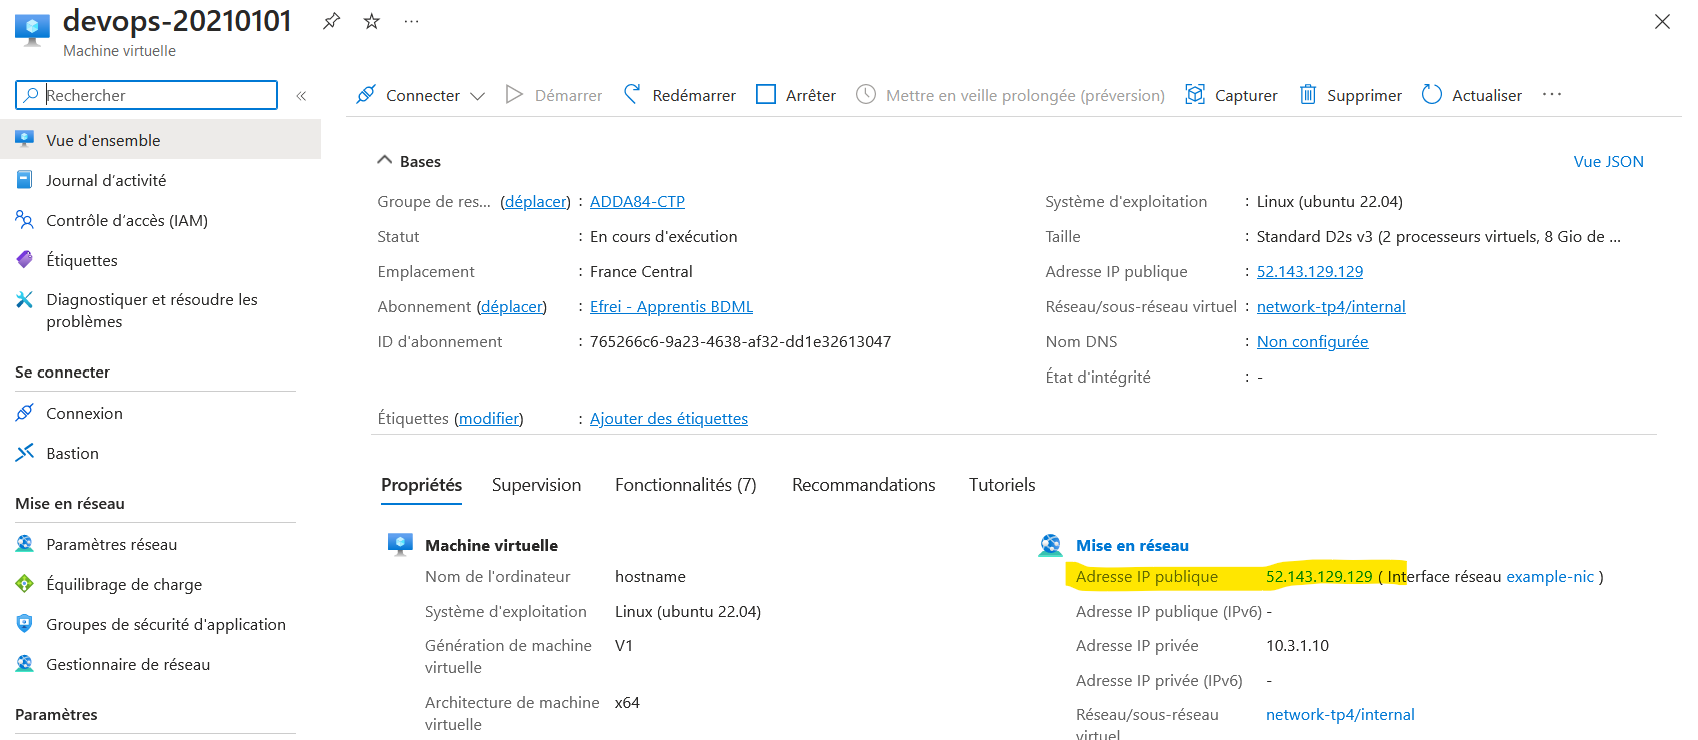 devops-20210101
Machine virtuelle
Rechercher
Connecter Démarrer Redémarrer Arrêter Mettre en veille prolongée (préversion) Capturer Supprimer Actualiser
Vue d'ensemble
Journal d'activité
Contrôle d'accès (IAM)
Étiquettes
Diagnostiquer et résoudre les
problèmes
Se connecter
Connexion
Bastion
Mise en réseau
Paramètres réseau
Équilibrage de charge
Groupes de sécurité d'application
Gestionnaire de réseau
Paramètres
Bases
Vue JSON
Groupe de res... (déplacer) : ADDA84-CTP
Statut : En cours d'exécution
Emplacement : France Central
Abonnement (déplacer) : Efrei - Apprentis BDML
ID d'abonnement : 765266c6-9a23-4638-af32-dd1e32613047
Système d'exploitation : Linux (ubuntu 22.04)
Taille : Standard D2s v3 (2 processeurs virtuels, 8 Gio de ...
Adresse IP publique : 52.143.129.129
Réseau/sous-réseau virtuel : network-tp4/internal
Nom DNS : Non configurée
État d'intégrité : -
Étiquettes (modifier) : Ajouter des étiquettes
Propriétés Supervision Fonctionnalités (7) Recommandations Tutoriels
Machine virtuelle
Nom de l'ordinateur hostname
Système d'exploitation Linux (ubuntu 22.04)
Génération de machine V1
virtuelle
Architecture de machine x64
virtuelle
Mise en réseau
Adresse IP publique 52.143.129.129 ( Interface réseau example-nic )
Adresse IP publique (IPv6) -
Adresse IP privée 10.3.1.10
Adresse IP privée (IPv6) -
Réseau/sous-réseau network-tp4/internal
virtuel